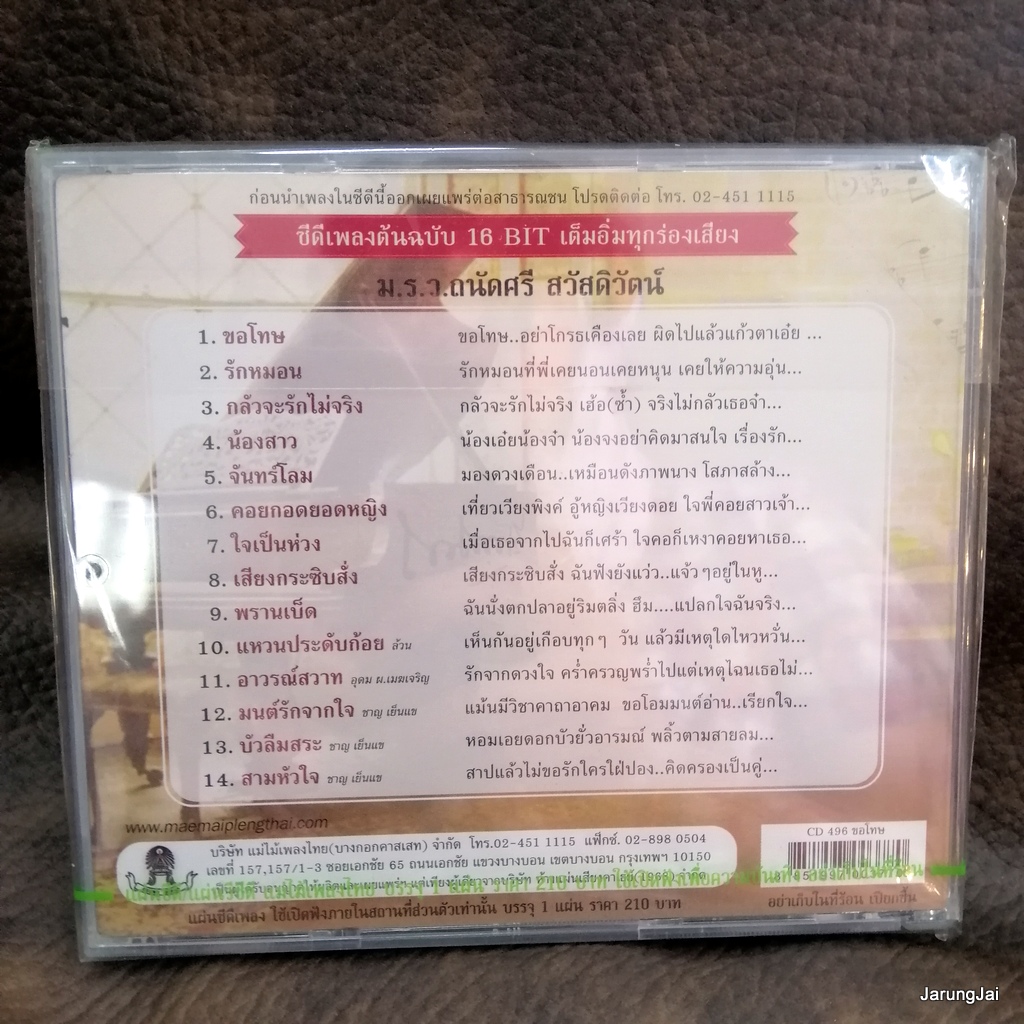 ก่อนนำเพลงในซีดีนี้ออกเผยแพร่ต่อสาธารณชน โปรดติดต่อ โทร. 02-451 1115
ซีดีเพลงต้นฉบับ 16 BIT เต็มอิ่มทุกร่องเสียง
ม.ร.ว.ถนัดศรี สวัสดิวัตน์
1. ขอโทษ ขอโทษ..อย่าโกรธเคืองเลย ผิดไปแล้วแก้วตาเอ๋ย ...
2. รักหมอน รักหมอนที่พี่เคยนอนเคยหนุน เคยให้ความอุ่น...
3. กลัวจะรักไม่จริง กลัวจะรักไม่จริง เฮ้อ(ซ้ำ) จริงไม่กลัวเธอจ๋า...
4. น้องสาว น้องเอ๋ยน้องจ๋า น้องจงอย่าคิดมาสนใจ เรื่องรัก...
5. จันทร์โลม มองดวงเดือน..เหมือนดังภาพนาง โสภาสล้าง...
6. คอยกอดยอดหญิง เที่ยวเวียงพิงค์ อู้หญิงเวียงดอย ใจพี่คอยสาวเจ้า...
7. ใจเป็นห่วง เมื่อเธอจากไปฉันก็เศร้า ใจคอก็เหงาคอยหาเธอ...
8. เสียงกระซิบสั่ง เสียงกระซิบสั่ง ฉันฟังยังแว่ว..แจ้ว ๆอยู่ในหู...
9. พรานเบ็ด ฉันนั่งตกปลาอยู่ริมตลิ่ง ฮึม....แปลกใจฉันจริง...
10. แหวนประดับก้อย ล้วน เห็นกันอยู่เกือบทุก ๆ วัน แล้วมีเหตุใดไหวหวั่น...
11. อาวรณ์สวาท อุดม ผ.เมฆเจริญ รักจากดวงใจ คร่ำครวญพร่ำไปแต่เหตุไฉนเธอไม่...
12. มนต์รักจากใจ ชาญ เย็นแข แม้นมีวิชาคาถาอาคม ขอโอมมนต์อ่าน..เรียกใจ...
13. บัวลืมสระ ชาญ เย็นแข หอมเอยดอกบัวยั่วอารมณ์ พลิ้วตามสายลม...
14. สามหัวใจ ชาญ เย็นแข สาปแล้วไม่ขอรักใครใฝ่ปอง..คิดครองเป็นคู่...
www.maemaiplengthai.com
บริษัท แม่ไม้เพลงไทย(บางกอกคาสเสท) จำกัด โทร.02-451 1115 แฟ็กซ์. 02-898 0504
เลขที่ 157,157/1-3 ซอยเอกชัย 65 ถนนเอกชัย แขวงบางบอน เขตบางบอน กรุงเทพฯ 10150
แผ่นซีดีเพลง ใช้เปิดฟังภายในสถานที่ส่วนตัวเท่านั้น บรรจุ 1 แผ่น ราคา 210 บาท
CD 496 ขอโทษ
อย่าเก็บในที่ร้อน เปียกชื้น
JarungJai